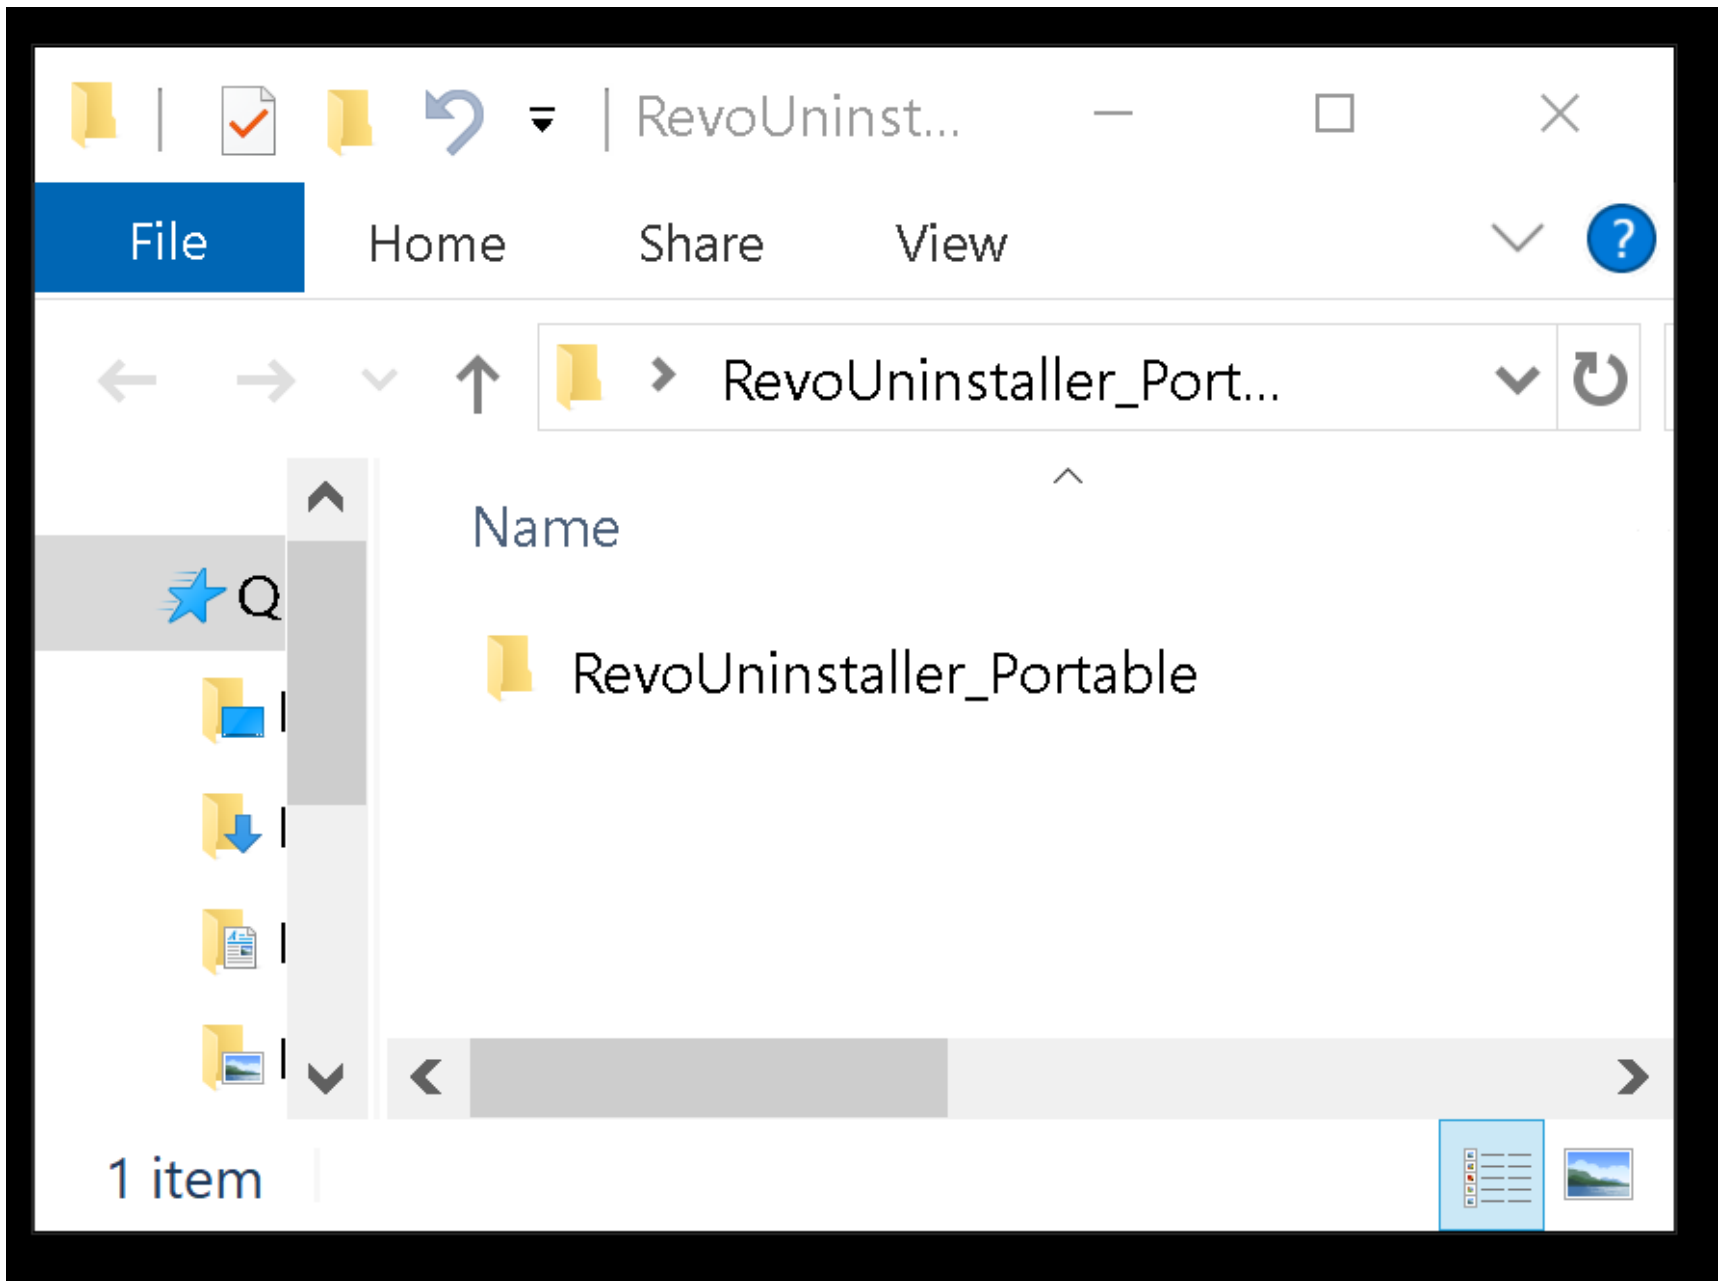 RevoUninst...
File Home Share View ?
RevoUninstaller_Port...
Name
Q
RevoUninstaller_Portable
1 item